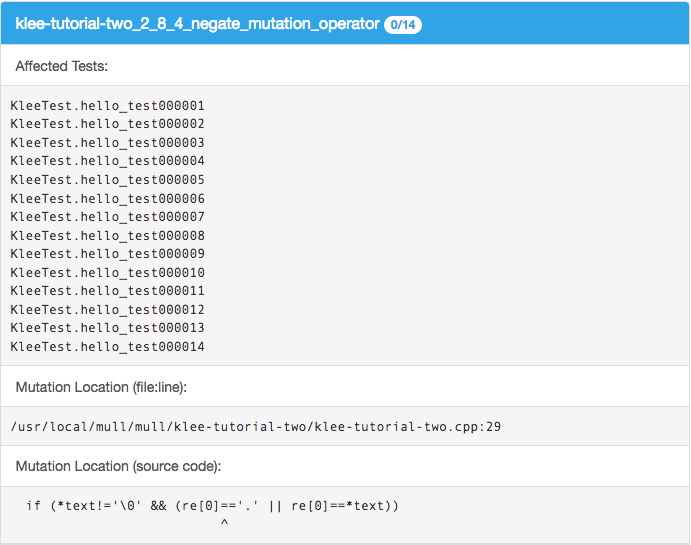 klee-tutorial-two_2_8_4_negate_mutation_operator 0/14
Affected Tests:
KleeTest.hello_test000001
KleeTest.hello_test000002
KleeTest.hello_test000003
KleeTest.hello_test000004
KleeTest.hello_test000005
KleeTest.hello_test000006
KleeTest.hello_test000007
KleeTest.hello_test000008
KleeTest.hello_test000009
KleeTest.hello_test000010
KleeTest.hello_test000011
KleeTest.hello_test000012
KleeTest.hello_test000013
KleeTest.hello_test000014
Mutation Location (file:line):
/usr/local/mull/mull/klee-tutorial-two/klee-tutorial-two.cpp:29
Mutation Location (source code):
if (*text!='\0' && (re[0]=='.' || re[0]==*text))
^